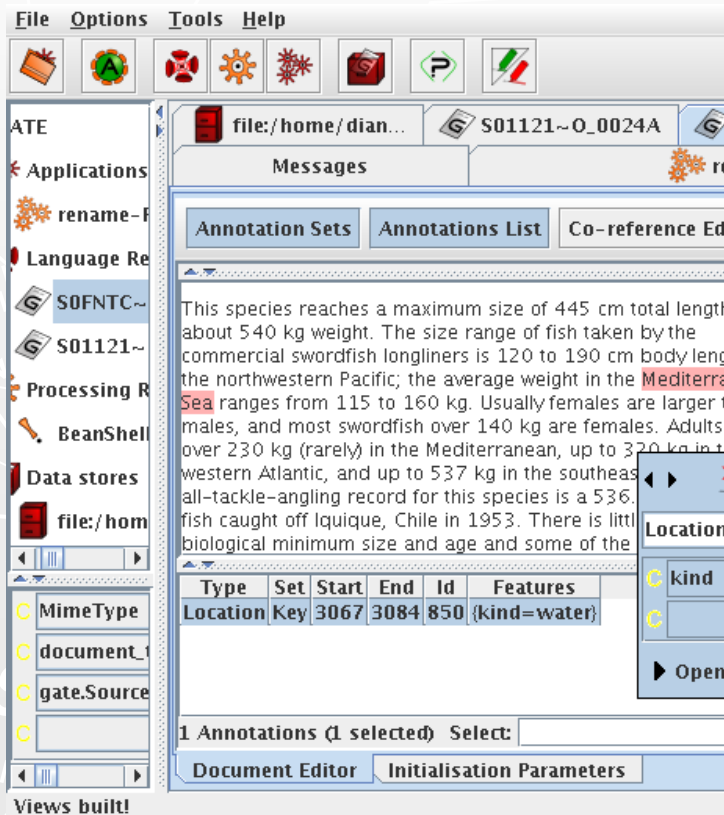 File Options Tools Help
ATE
Applications
rename-F
Language Re
S0FNTC~
S01121~
Processing R
BeanShell
Data stores
file:/hom
MimeType
document_t
gate.Source
Views built!
file:/home/dian... S01121~O_0024A
Messages re
Annotation Sets Annotations List Co-reference Ed
This species reaches a maximum size of 445 cm total length
about 540 kg weight. The size range of fish taken by the
commercial swordfish longliners is 120 to 190 cm body leng
the northwestern Pacific; the average weight in the Mediterra
Sea ranges from 115 to 160 kg. Usually females are larger t
males, and most swordfish over 140 kg are females. Adults
over 230 kg (rarely) in the Mediterranean, up to 320 kg in t
western Atlantic, and up to 537 kg in the southeas
all-tackle-angling record for this species is a 536.
fish caught off Iquique, Chile in 1953. There is littl
biological minimum size and age and some of the
Location
kind
Open
Type Set Start End Id Features
Location Key 3067 3084 850 {kind=water}
1 Annotations (1 selected) Select:
Document Editor Initialisation Parameters